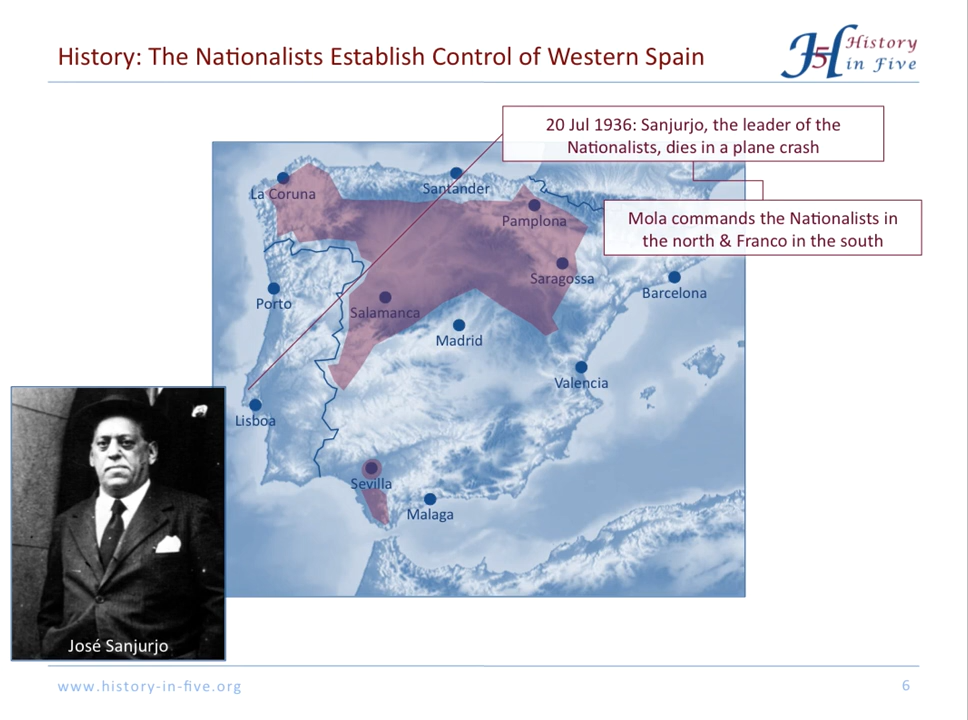 History: The Nationalists Establish Control of Western Spain
H5 History
in Five
20 Jul 1936: Sanjurjo, the leader of the
Nationalists, dies in a plane crash
Mola commands the Nationalists in
the north & Franco in the south
La Coruna
Santander
Pamplona
Saragossa
Barcelona
Porto
Salamanca
Madrid
Valencia
Lisboa
Sevilla
Malaga
José Sanjurjo
www.history-in-five.org
6